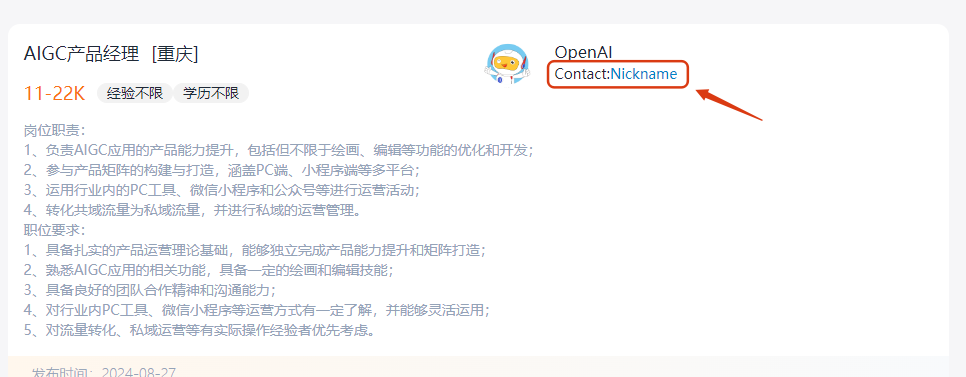 AIGC产品经理 [重庆]
OpenAI
Contact:Nickname
11-22K 经验不限 学历不限
岗位职责：
1、负责AIGC应用的产品能力提升，包括但不限于绘画、编辑等功能的优化和开发；
2、参与产品矩阵的构建与打造，涵盖PC端、小程序端等多平台；
3、运用行业内的PC工具、微信小程序和公众号等进行运营活动；
4、转化共域流量为私域流量，并进行私域的运营管理。
职位要求：
1、具备扎实的产品运营理论基础，能够独立完成产品能力提升和矩阵打造；
2、熟悉AIGC应用的相关功能，具备一定的绘画和编辑技能；
3、具备良好的团队合作精神和沟通能力；
4、对行业内PC工具、微信小程序等运营方式有一定了解，并能够灵活运用；
5、对流量转化、私域运营等有实际操作经验者优先考虑。
发布时间：2024-08-27